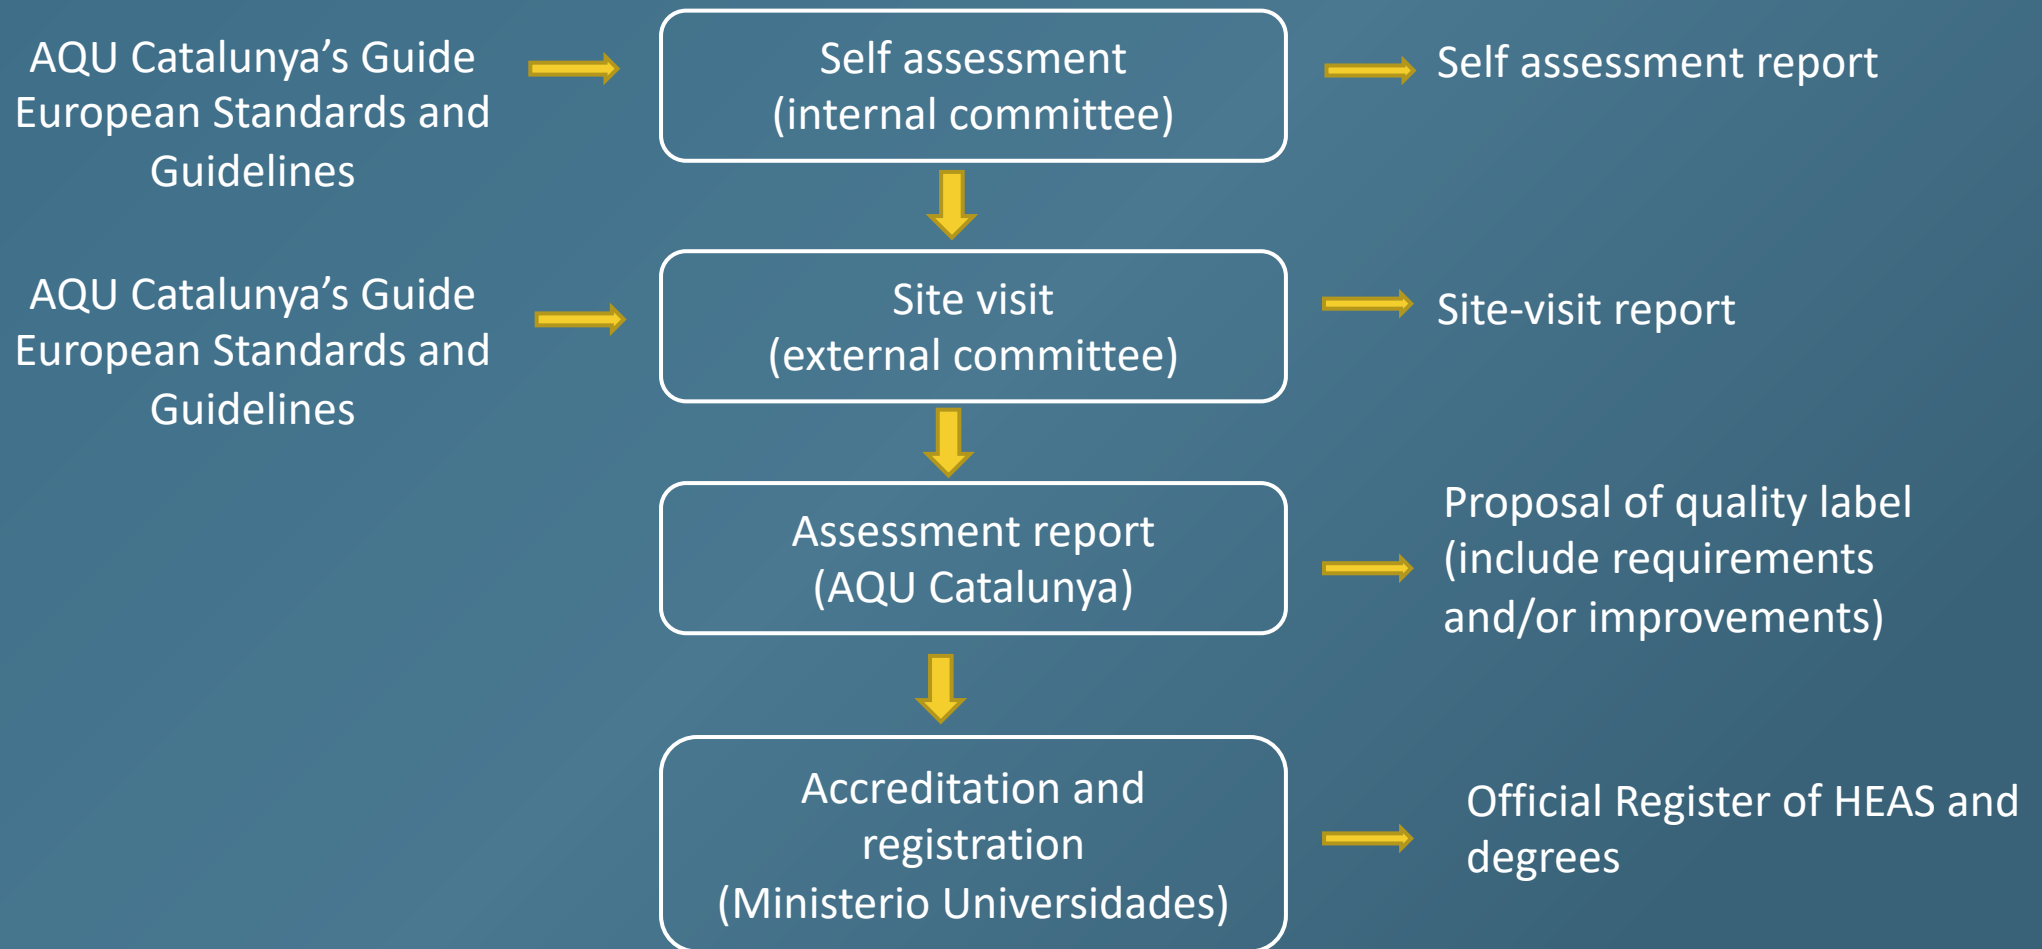 AQU Catalunya’s Guide
European Standards and
Guidelines
Self assessment
(internal committee)
Self assessment report
AQU Catalunya’s Guide
European Standards and
Guidelines
Site visit
(external committee)
Site-visit report
Assessment report
(AQU Catalunya)
Proposal of quality label
(include requirements
and/or improvements)
Accreditation and
registration
(Ministerio Universidades)
Official Register of HEAS and
degrees